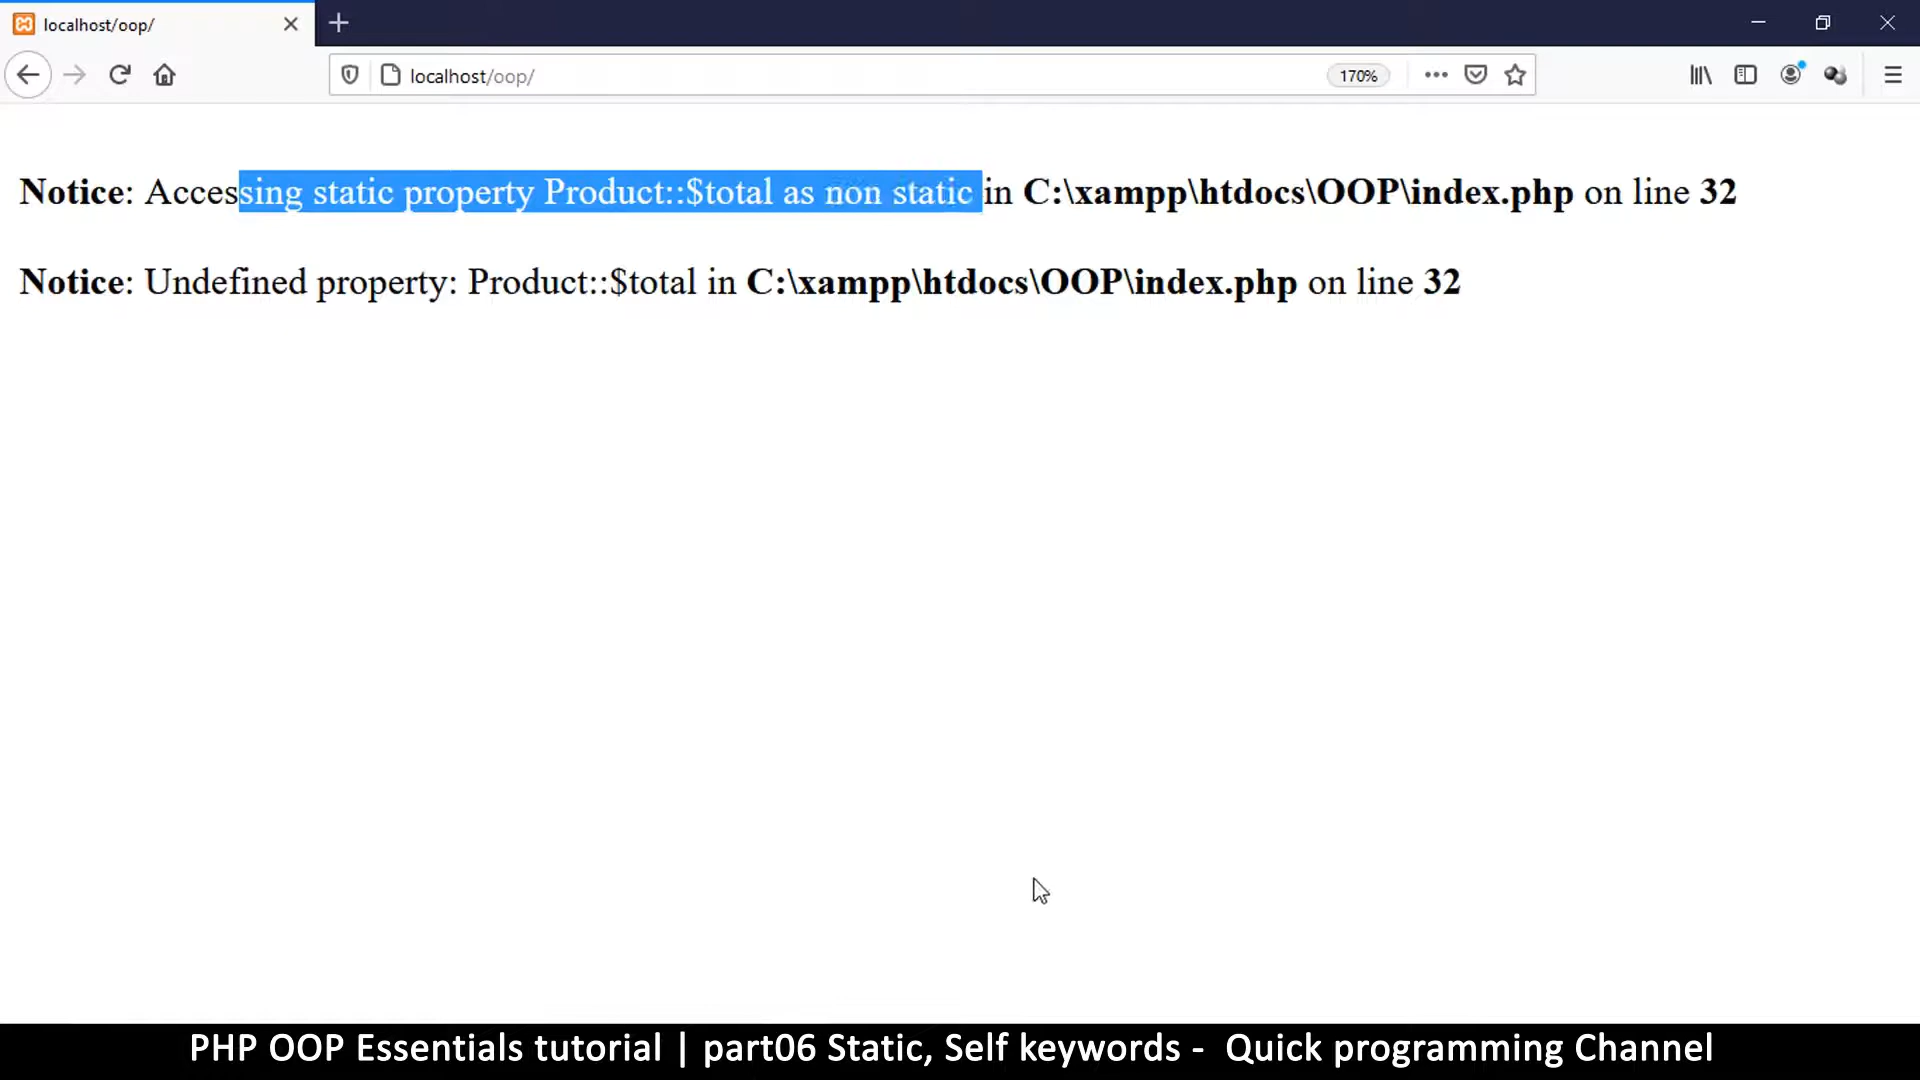 localhost/oop/
localhost/oop/
170%
Notice: Accessing static property Product::$total as non static in C:\xampp\htdocs\OOP\index.php on line 32
Notice: Undefined property: Product::$total in C:\xampp\htdocs\OOP\index.php on line 32
PHP OOP Essentials tutorial | part06 Static, Self keywords - Quick programming Channel